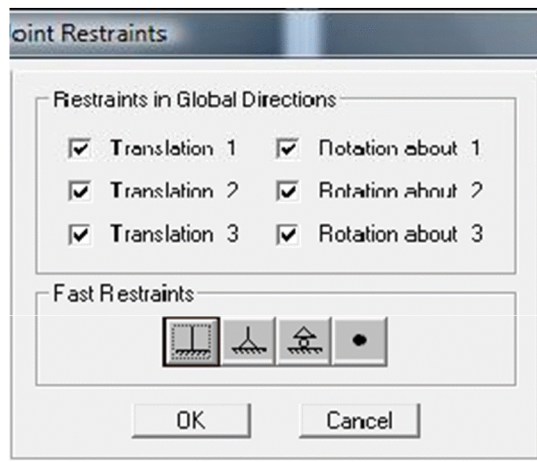 oint Restraints
Restraints in Global Directions
Translation 1 Rotation about 1
Translation 2 Rotation about 2
Translation 3 Rotation about 3
Fast Restraints
OK Cancel